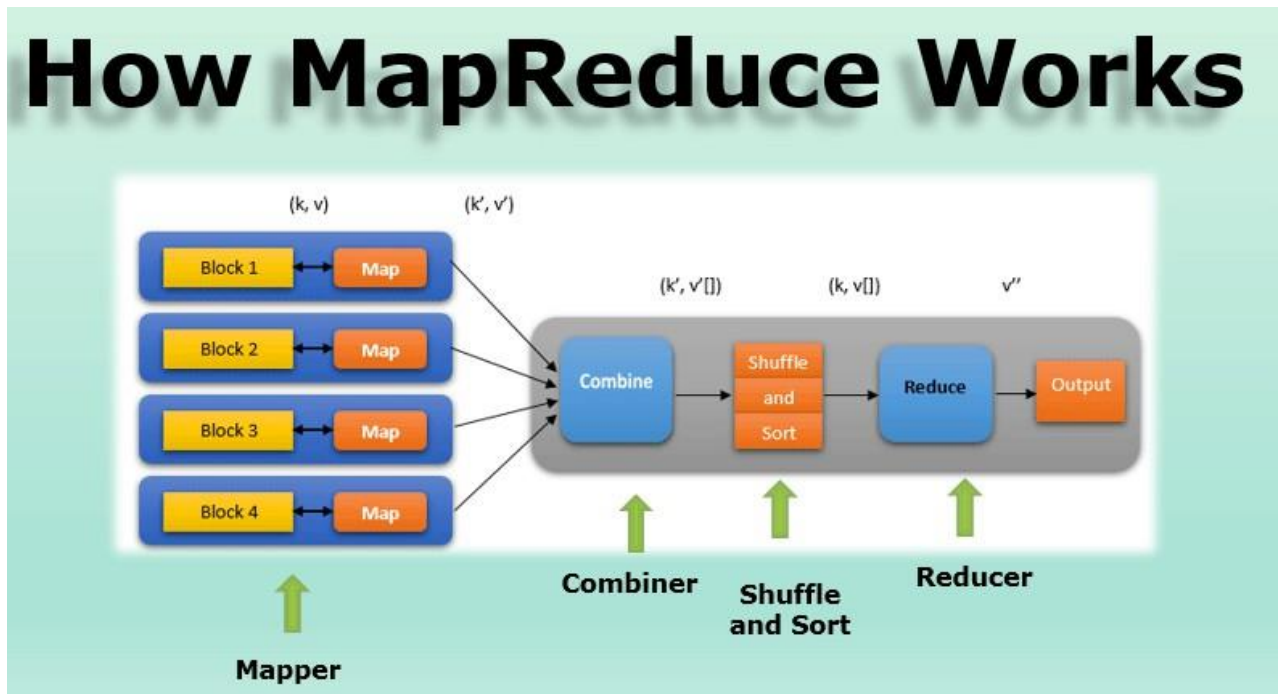 How MapReduce Works
(k, v)
(k’, v’)
Block 1
Map
Block 2
Map
Block 3
Map
Block 4
Map
(k’, v’[])
(k, v[])
v’’
Combine
Shuffle
and
Sort
Reduce
Output
Mapper
Combiner
Shuffle
and Sort
Reducer